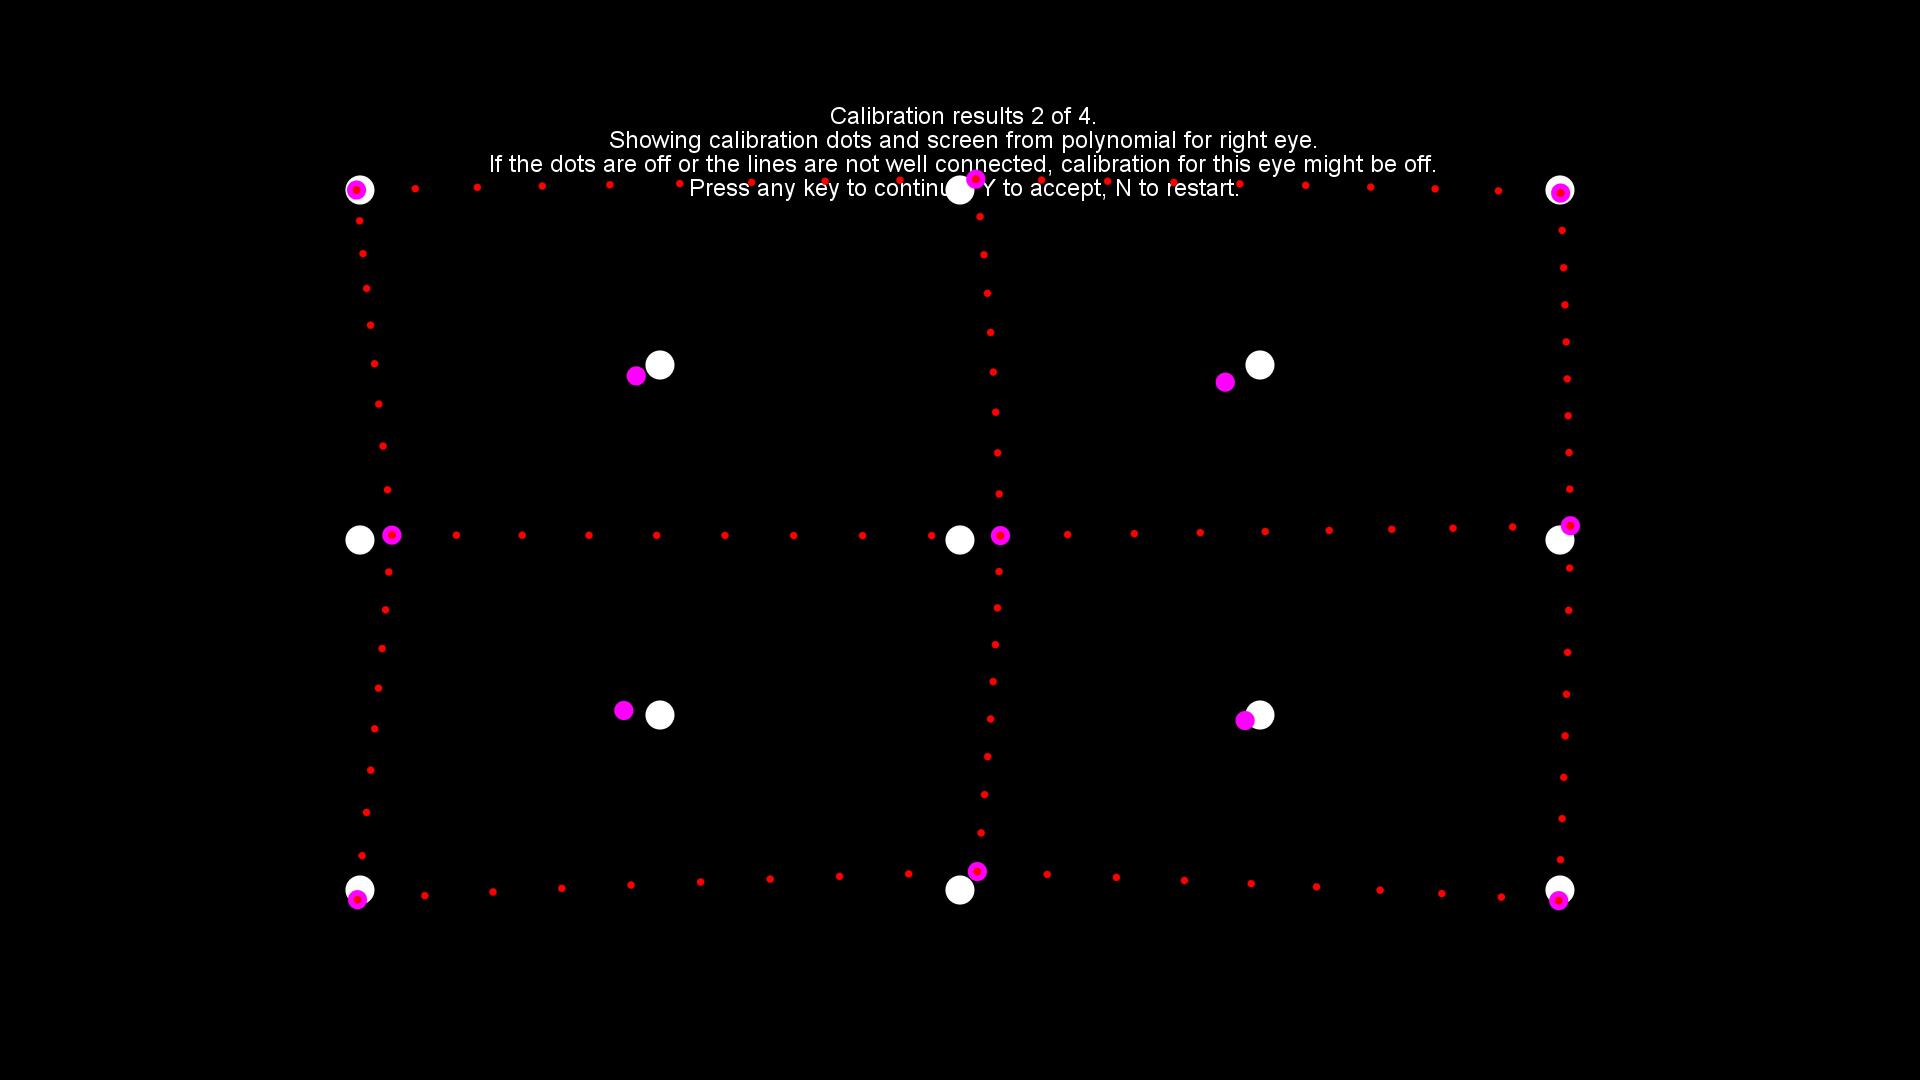 Calibration results 2 of 4.
Showing calibration dots and screen from polynomial for right eye.
If the dots are off or the lines are not well connected, calibration for this eye might be off.
Press any key to continu Y to accept, N to restart.